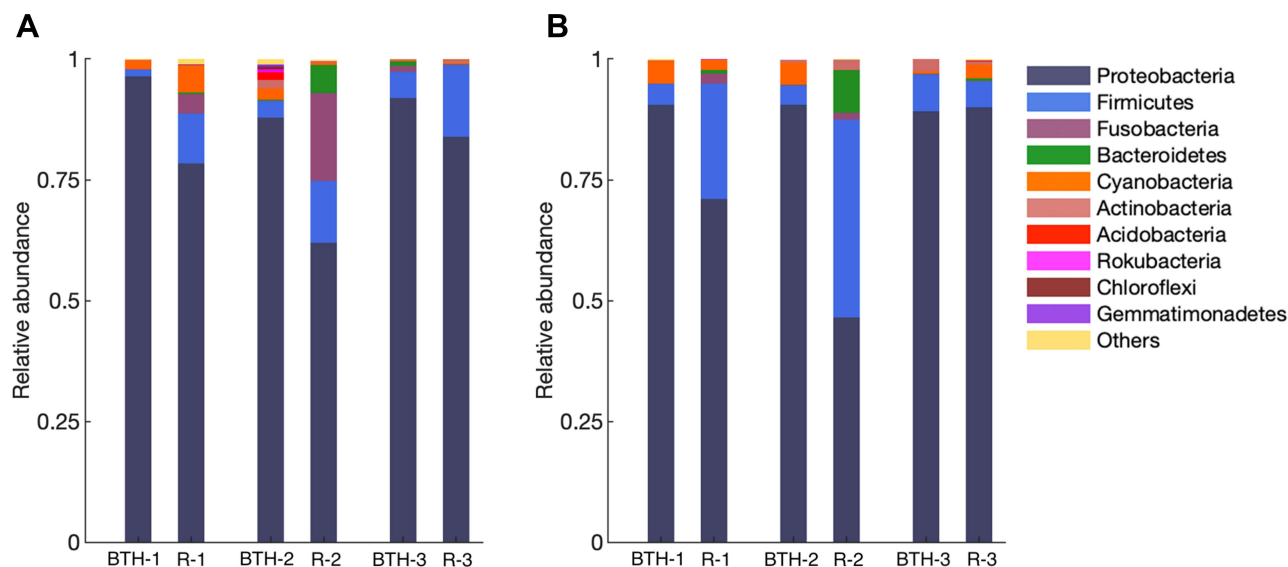 A
B
Relative abundance
1
0.75
0.5
0.25
0
BTH-1 R-1 BTH-2 R-2 BTH-3 R-3
Relative abundance
1
0.75
0.5
0.25
0
BTH-1 R-1 BTH-2 R-2 BTH-3 R-3
Proteobacteria
Firmicutes
Fusobacteria
Bacteroidetes
Cyanobacteria
Actinobacteria
Acidobacteria
Rokubacteria
Chloroflexi
Gemmatimonadetes
Others